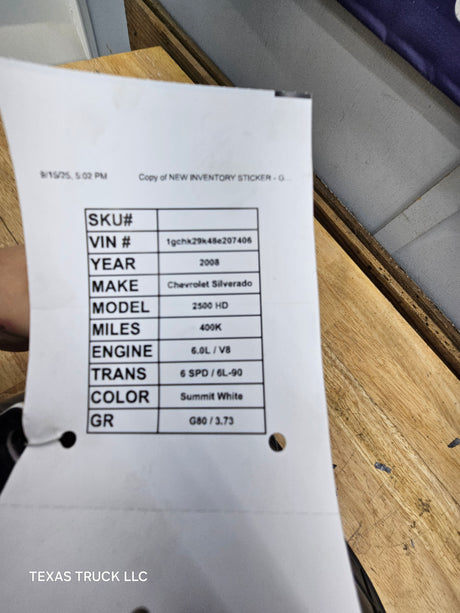 9/15/25, 5:02 PM Copy of NEW INVENTORY STICKER - G...
SKU#
VIN # 1gchk29k48e207406
YEAR 2008
MAKE Chevrolet Silverado
MODEL 2500 HD
MILES 400K
ENGINE 6.0L / V8
TRANS 6 SPD / 6L-90
COLOR Summit White
GR G80 / 3.73
TEXAS TRUCK LLC